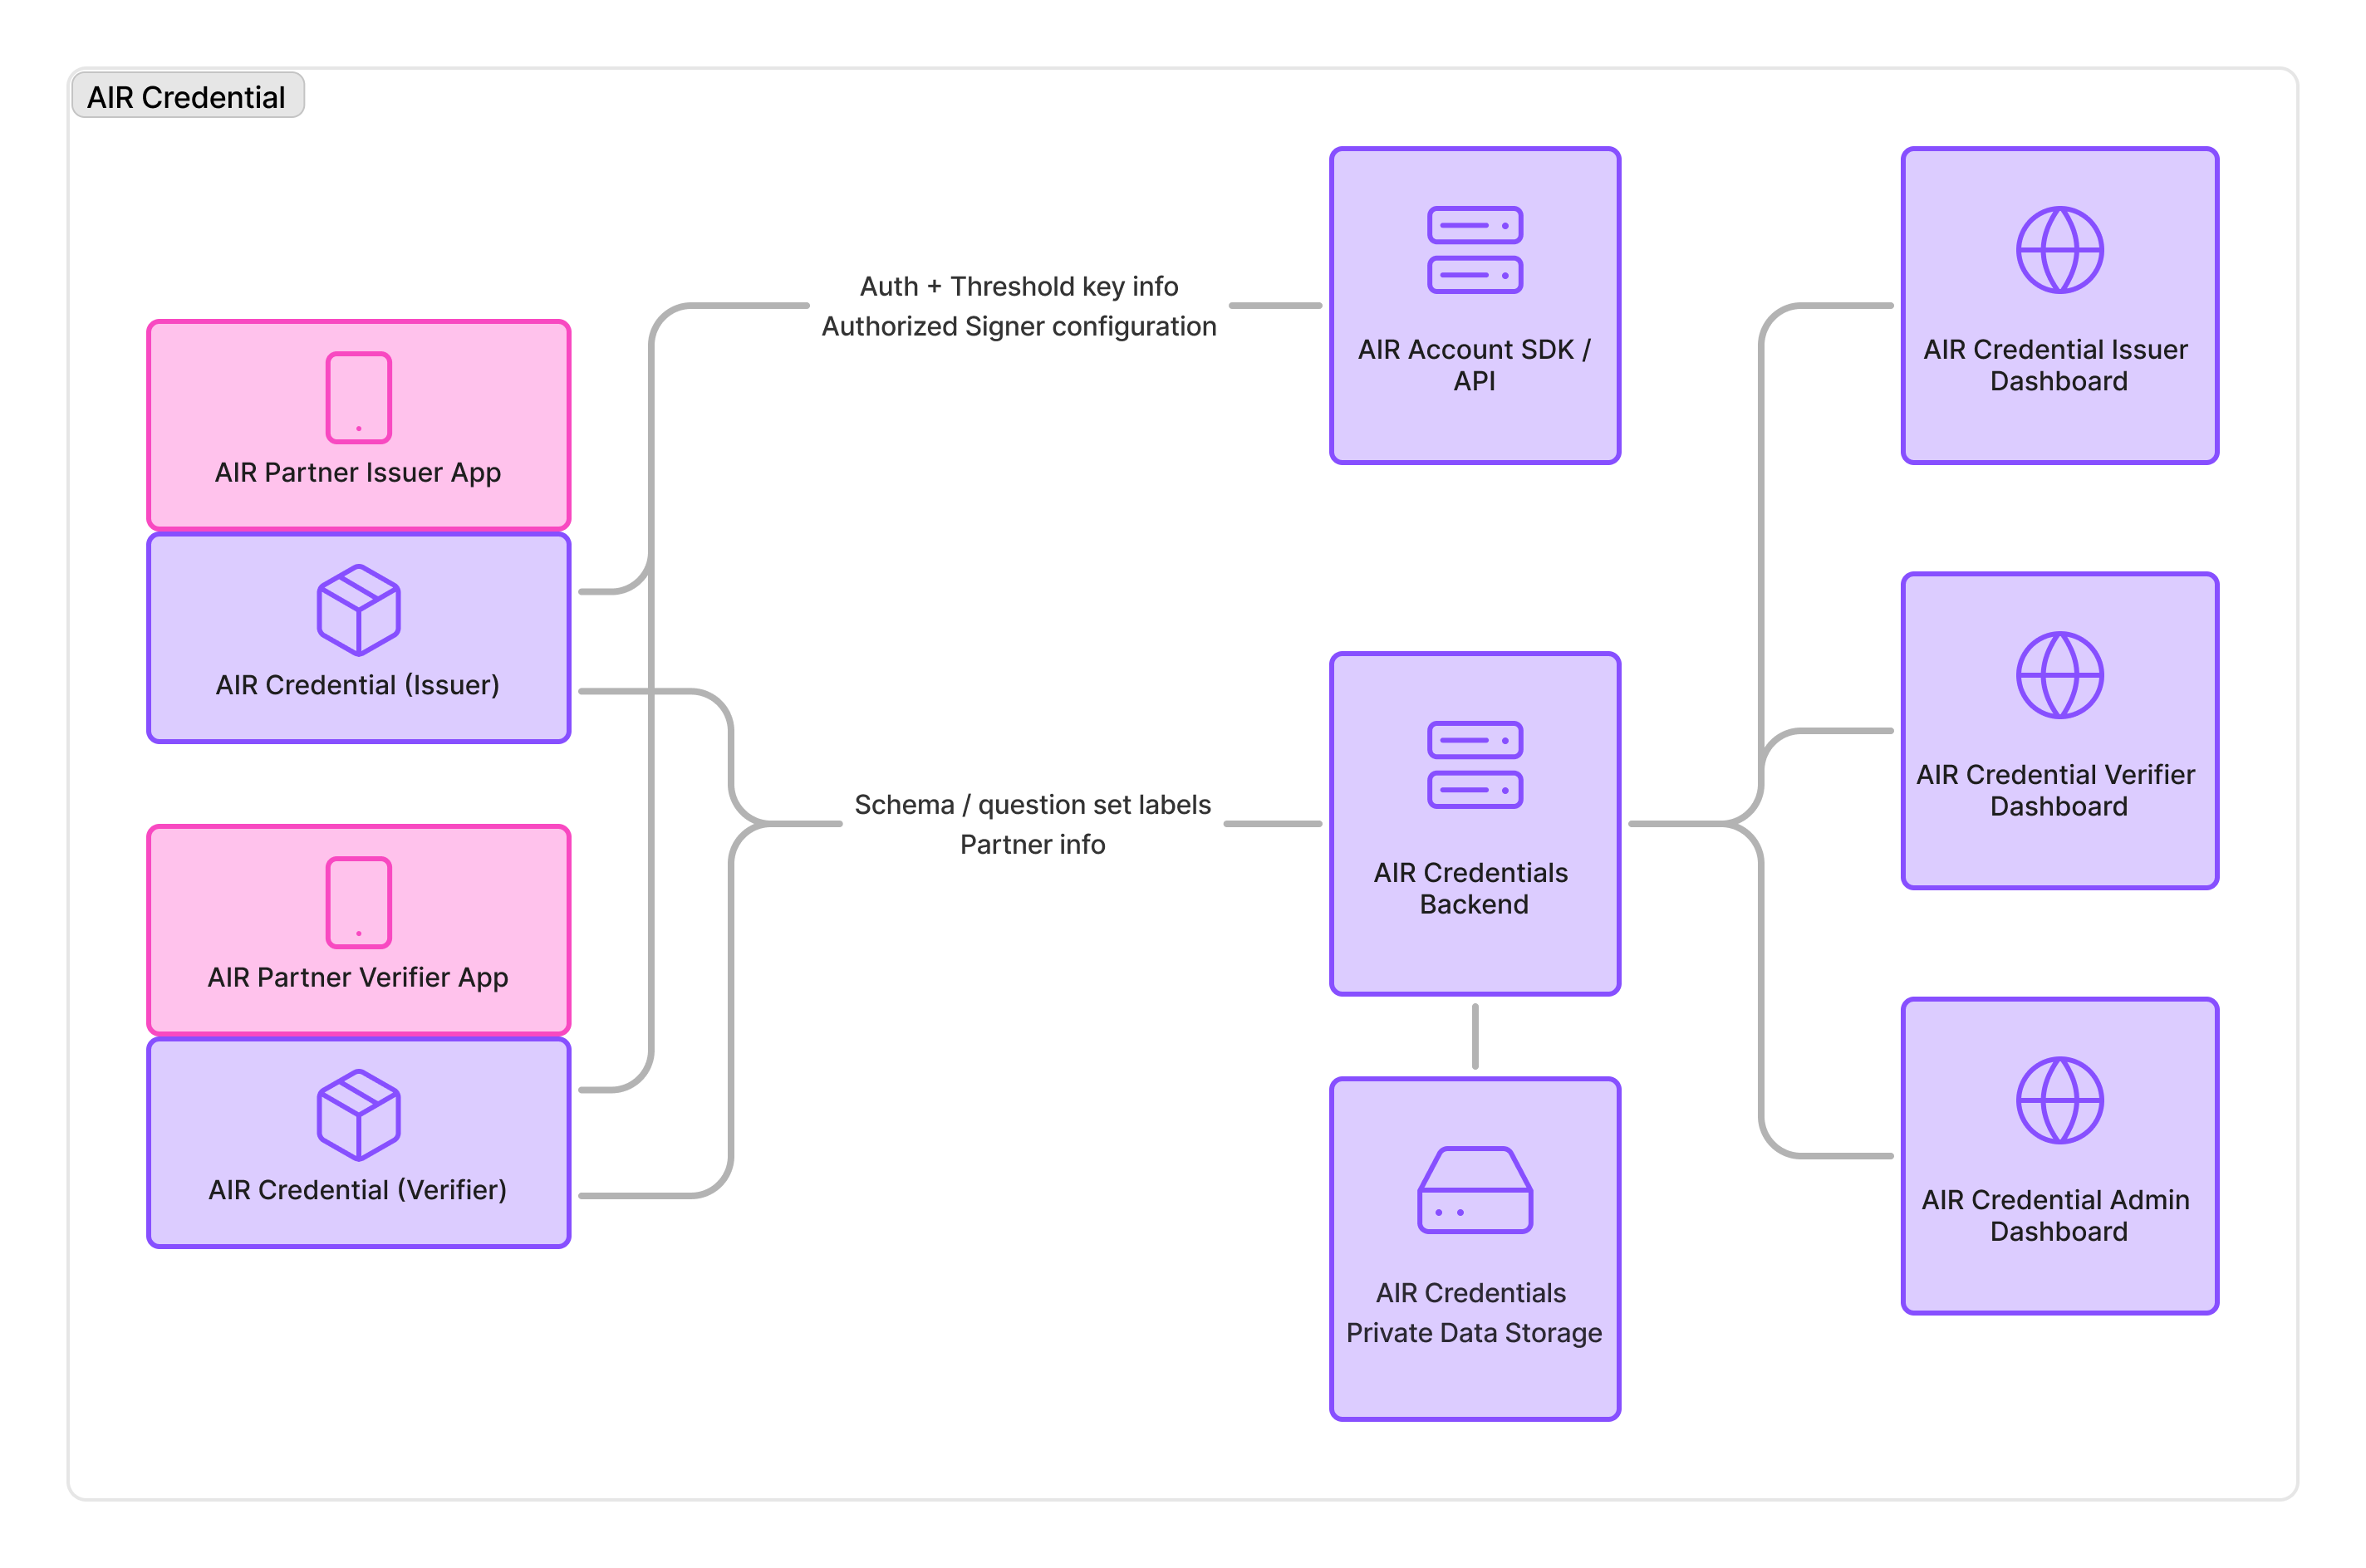 AIR Credential
AIR Partner Issuer App
AIR Credential (Issuer)
AIR Partner Verifier App
AIR Credential (Verifier)
Auth + Threshold key info
Authorized Signer configuration
Schema / question set labels
Partner info
AIR Account SDK /
API
AIR Credentials
Backend
AIR Credentials
Private Data Storage
AIR Credential Issuer
Dashboard
AIR Credential Verifier
Dashboard
AIR Credential Admin
Dashboard